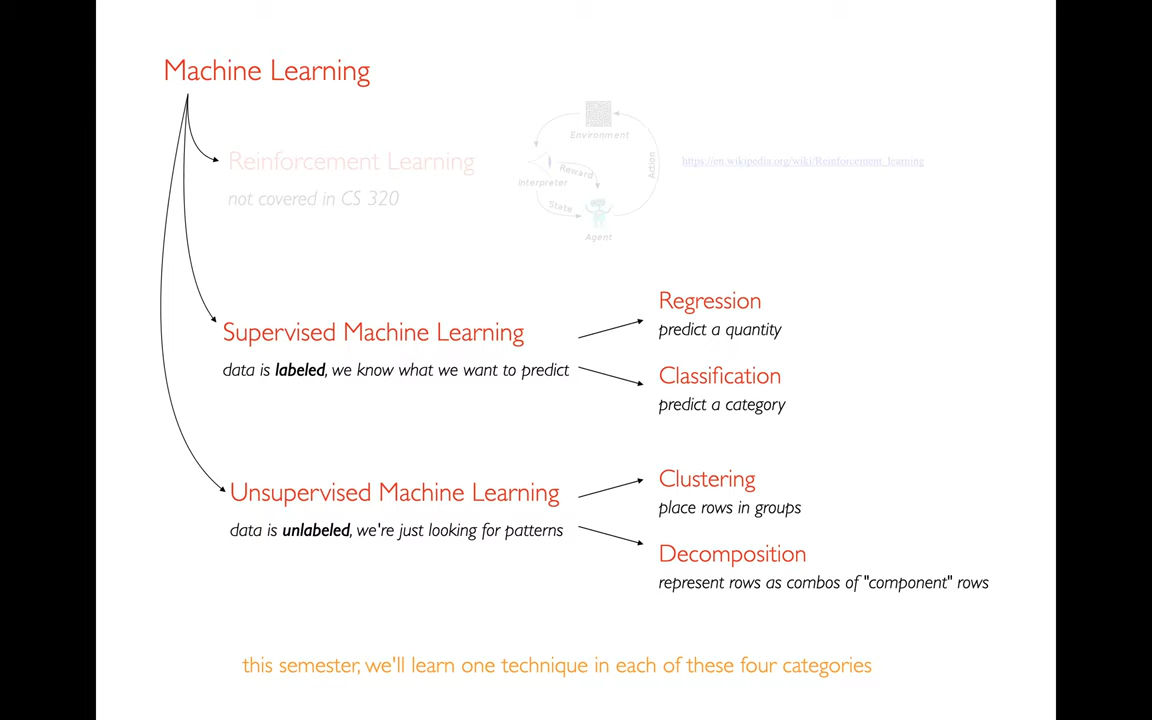 Machine Learning
Reinforcement Learning
not covered in CS 320
Environment
Reward
Interpreter
State
Action
Agent
https://en.wikipedia.org/wiki/Reinforcement_learning
Supervised Machine Learning
data is labeled, we know what we want to predict
Regression
predict a quantity
Classification
predict a category
Unsupervised Machine Learning
data is unlabeled, we're just looking for patterns
Clustering
place rows in groups
Decomposition
represent rows as combos of "component" rows
this semester, we'll learn one technique in each of these four categories